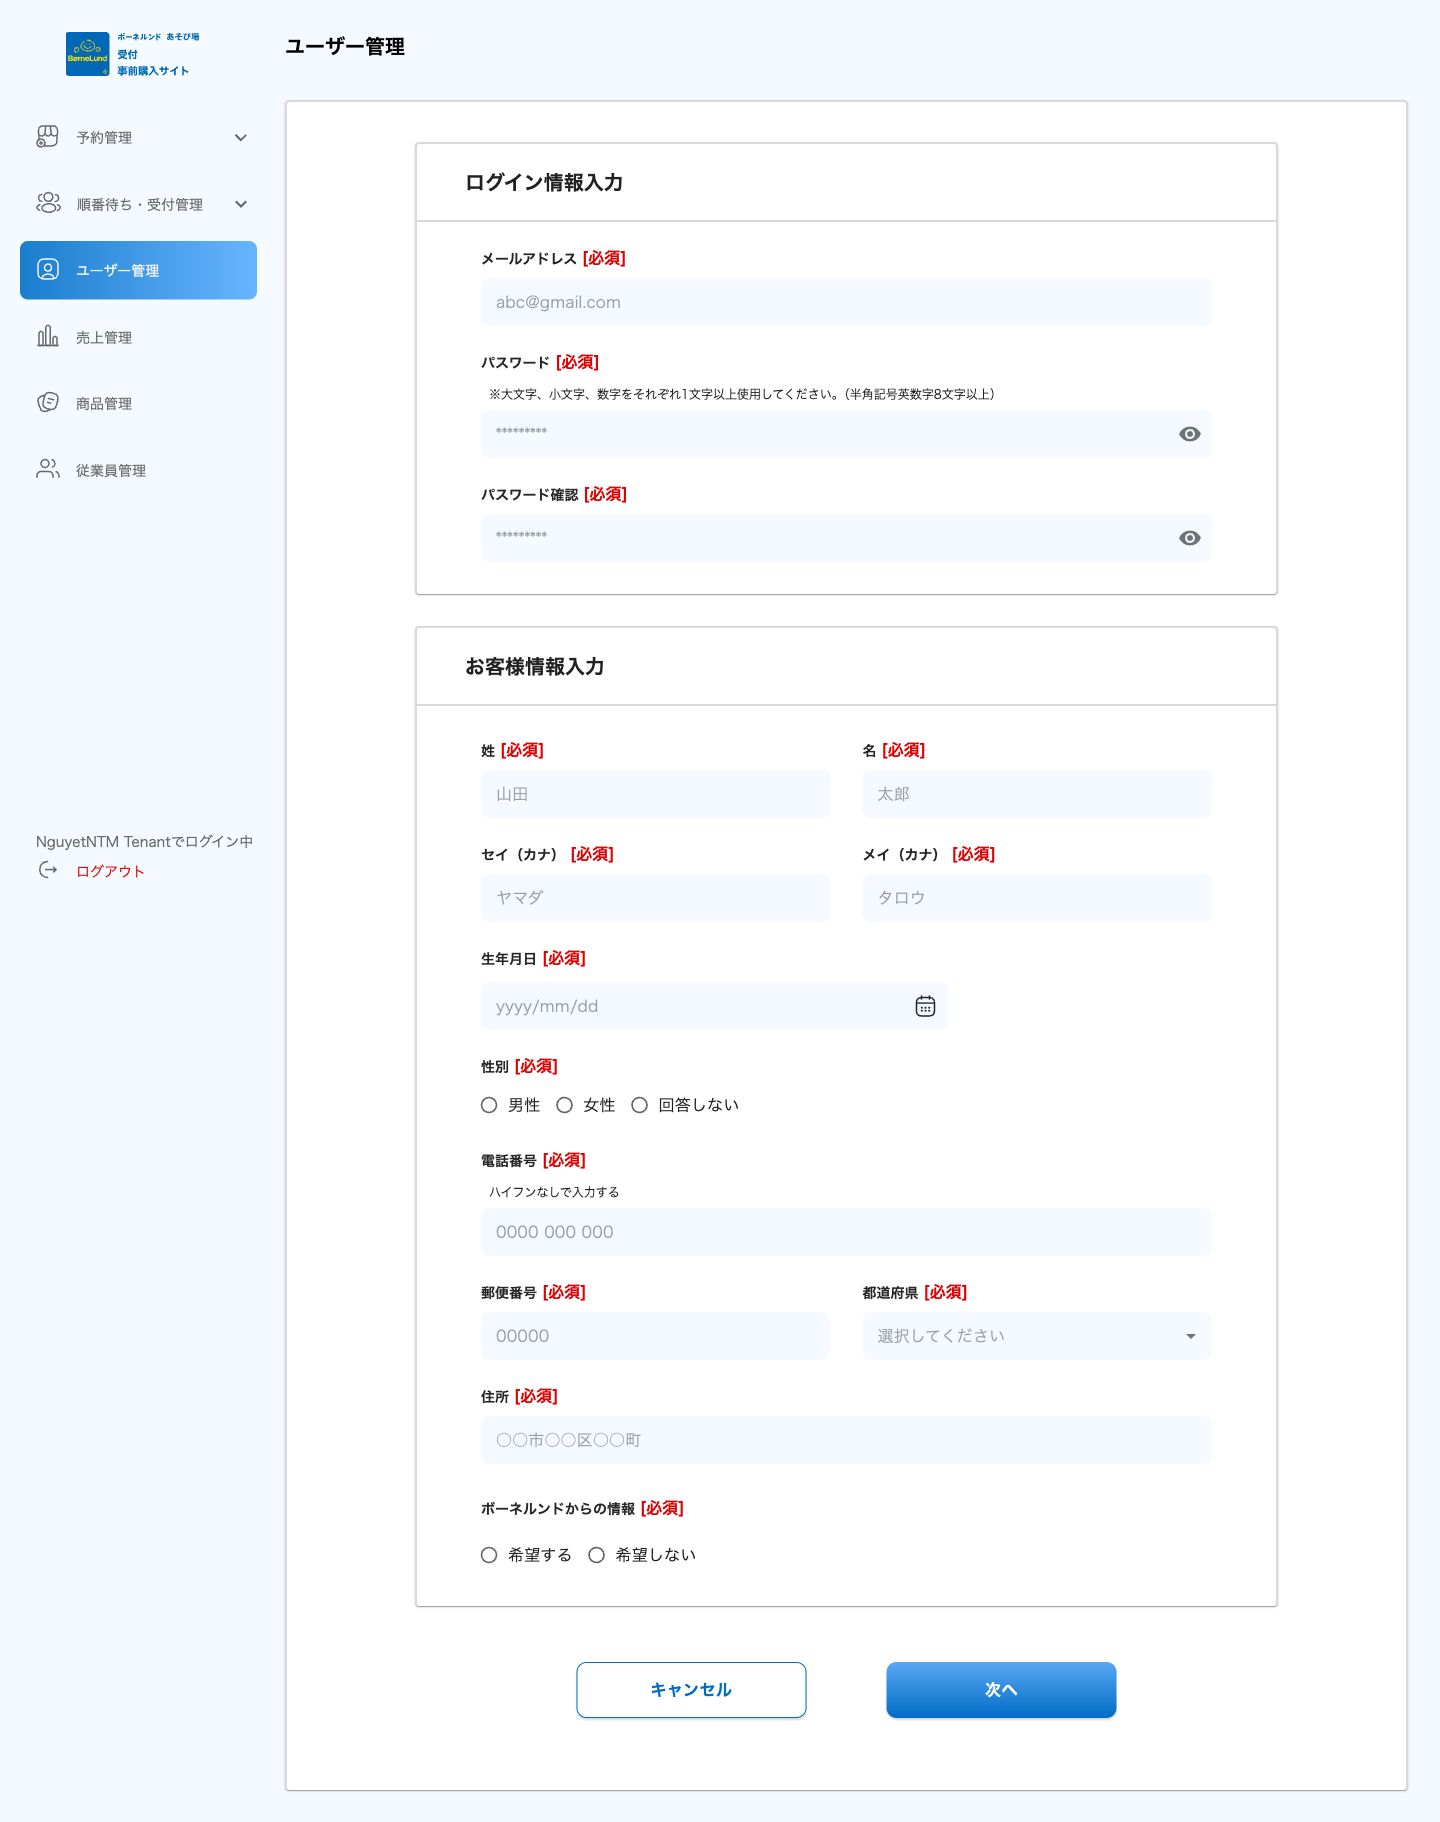 BørneLund
ボーネルンド あそび場
受付
事前購入サイト
予約管理
順番待ち・受付管理
ユーザー管理
売上管理
商品管理
従業員管理
NguyetNTM Tenantでログイン中
ログアウト
ユーザー管理
ログイン情報入力
メールアドレス [必須]
abc@gmail.com
パスワード [必須]
※大文字、小文字、数字をそれぞれ1文字以上使用してください。（半角記号英数字8文字以上）
*********
パスワード確認 [必須]
*********
お客様情報入力
姓 [必須] 名 [必須]
山田 太郎
セイ（カナ） [必須] メイ（カナ） [必須]
ヤマダ タロウ
生年月日 [必須]
yyyy/mm/dd
性別 [必須]
男性 女性 回答しない
電話番号 [必須]
ハイフンなしで入力する
0000 000 000
郵便番号 [必須] 都道府県 [必須]
00000 選択してください
住所 [必須]
〇〇市〇〇区〇〇町
ボーネルンドからの情報 [必須]
希望する 希望しない
キャンセル 次へ